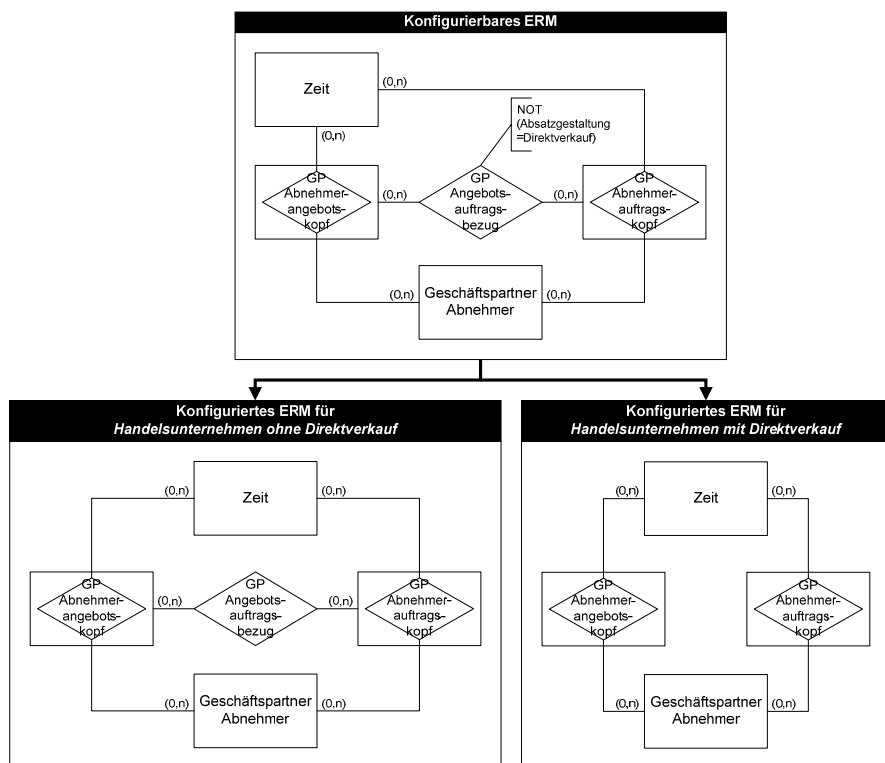 Konfigurierbares ERM
Zeit
(0,n)
(0,n)
NOT
(Absatzgestaltung
=Direktverkauf)
GP
Abnehmer-
angebots-
kopf
(0,n)
GP
Angebots-
auftrags-
bezug
(0,n)
GP
Abnehmer-
auftrags-
kopf
(0,n)
Geschäftspartner
Abnehmer
(0,n)
Konfiguriertes ERM für
Handelsunternehmen ohne Direktverkauf
(0,n)
Zeit
(0,n)
GP
Abnehmer-
angebots-
kopf
(0,n)
GP
Angebots-
auftrags-
bezug
(0,n)
GP
Abnehmer-
auftrags-
kopf
(0,n)
Geschäftspartner
Abnehmer
(0,n)
Konfiguriertes ERM für
Handelsunternehmen mit Direktverkauf
(0,n)
Zeit
(0,n)
GP
Abnehmer-
angebots-
kopf
GP
Abnehmer-
auftrags-
kopf
(0,n)
Geschäftspartner
Abnehmer
(0,n)